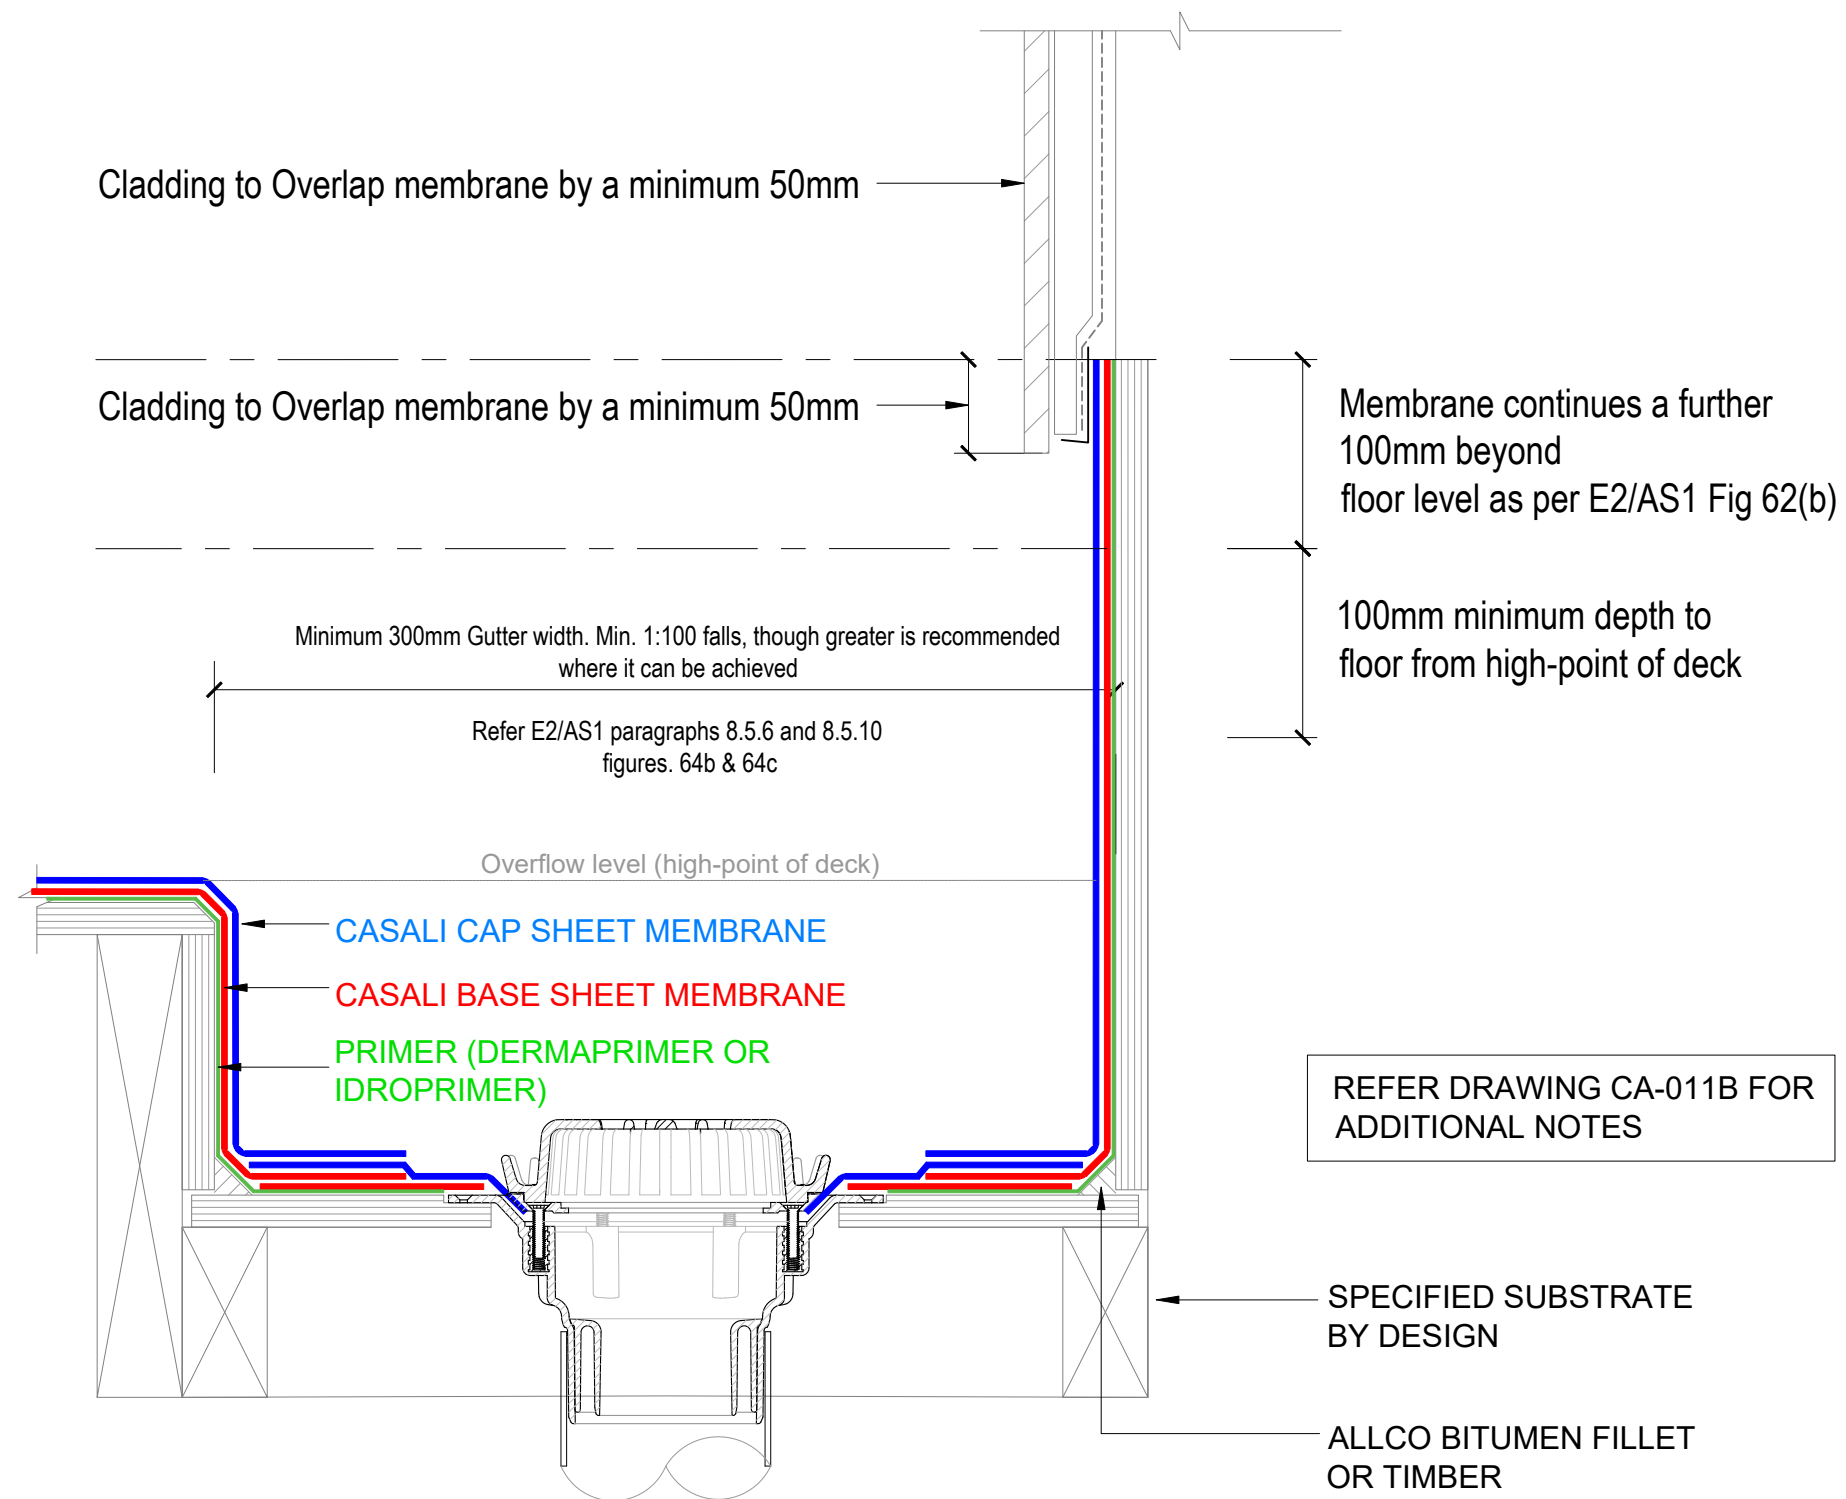 Cladding to Overlap membrane by a minimum 50mm
Cladding to Overlap membrane by a minimum 50mm
Membrane continues a further
100mm beyond
floor level as per E2/AS1 Fig 62(b)
100mm minimum depth to
floor from high-point of deck
Minimum 300mm Gutter width. Min. 1:100 falls, though greater is recommended
where it can be achieved
Refer E2/AS1 paragraphs 8.5.6 and 8.5.10
figures. 64b & 64c
Overflow level (high-point of deck)
CASALI CAP SHEET MEMBRANE
CASALI BASE SHEET MEMBRANE
PRIMER (DERMAPRIMER OR
IDROPRIMER)
REFER DRAWING CA-011B FOR
ADDITIONAL NOTES
SPECIFIED SUBSTRATE
BY DESIGN
ALLCO BITUMEN FILLET
OR TIMBER